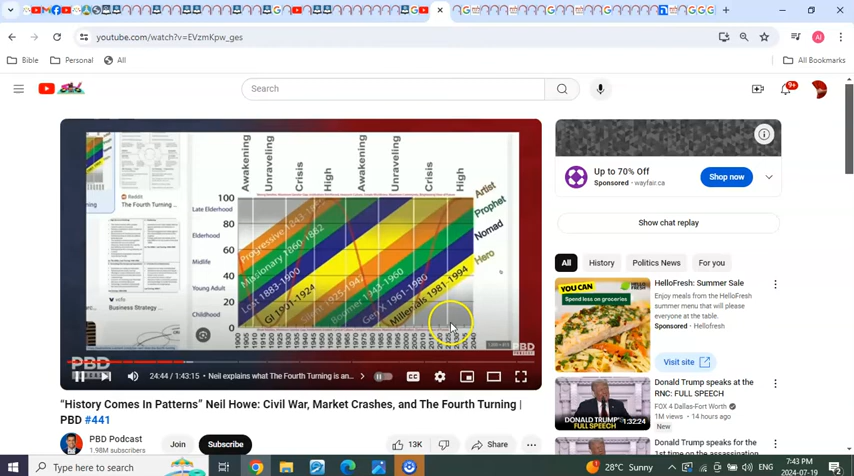 youtube.com/watch?v=EVzmKpw_ges
Bible
Personal
All
All Bookmarks
Search
9+
Awakening
Unraveling
Crisis
High
Awakening
Unraveling
Crisis
High
Reddit
The Fourth Turning ...
Business Strategy ...
100
80
60
40
20
0
Late Elderhood
Elderhood
Midlife
Young Adult
Childhood
Missionary 1860-1882
Lost 1883-1900
GI 1901-1924
Silent 1925-1942
Boomer 1943-1960
Gen X 1961-1980
Millenials 1981-1994
Artist
Prophet
Nomad
Hero
PBD
24:44 / 1:43:15 • Neil explains what The Fourth Turning is an...
CC
Up to 70% Off
Sponsored · wayfair.ca
Shop now
Show chat replay
All
History
Politics News
For you
YOU CAN
Spend less on groceries
HelloFresh: Summer Sale
Enjoy meals from the HelloFresh
summer menu that will please
everyone at the table.
Sponsored · Hellofresh
Visit site
DONALD TRUMP
FULL SPEECH
1:32:24
Donald Trump speaks at the
RNC: FULL SPEECH
FOX 4 Dallas-Fort Worth
1M views • 14 hours ago
New
Donald Trump speaks for the
1st time on the assassination
“History Comes In Patterns” Neil Howe: Civil War, Market Crashes, and The Fourth Turning |
PBD #441
PBD Podcast
1.98M subscribers
Join
Subscribe
13K
Share
Type here to search
28°C Sunny
7:43 PM
2024-07-19